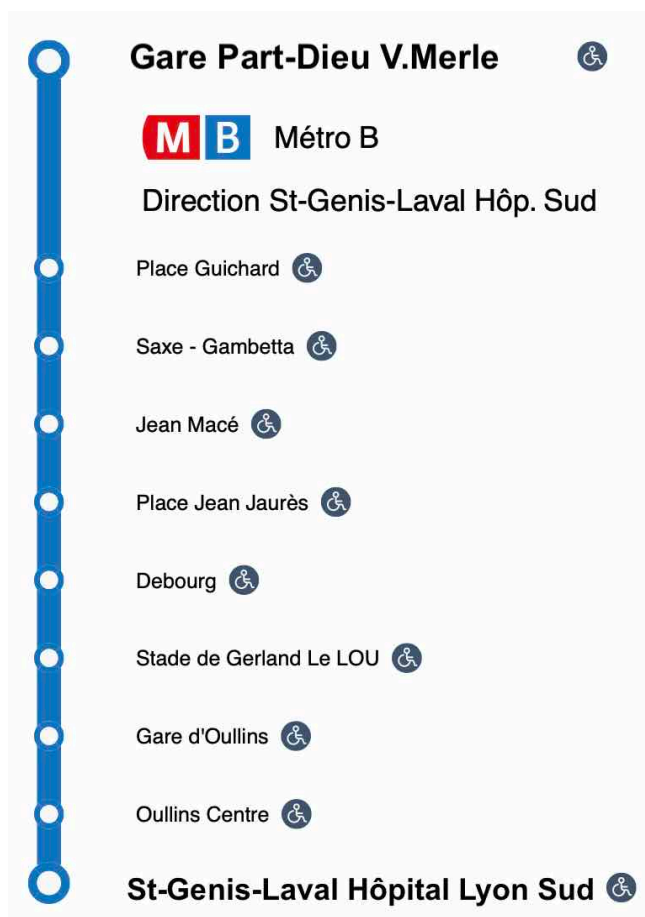 Gare Part-Dieu V.Merle
M B Métro B
Direction St-Genis-Laval Hôp. Sud
Place Guichard
Saxe - Gambetta
Jean Macé
Place Jean Jaurès
Debourg
Stade de Gerland Le LOU
Gare d'Oullins
Oullins Centre
St-Genis-Laval Hôpital Lyon Sud